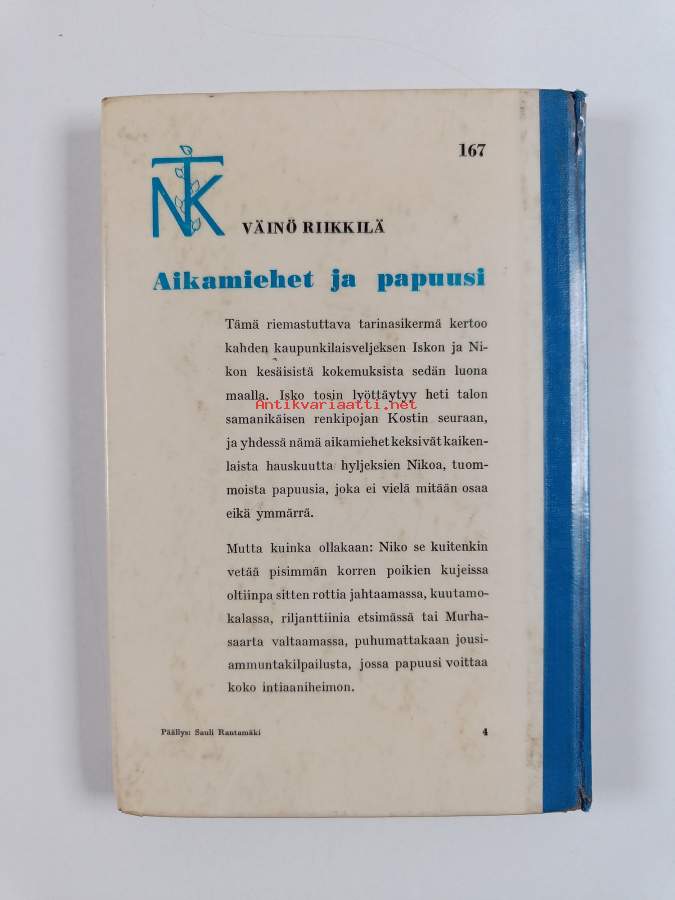 167
NTK
VÄINÖ RIIKKILÄ
Aikamiehet ja papuusi
Tämä riemastuttava tarinasikermä kertoo
kahden kaupunkilaisveljeksen Iskon ja Ni-
kon kesäisistä kokemuksista sedän luona
maalla. Isko tosin lyöttäytyy heti talon
Antikvariaatti.net
samanikäisen renkipojan Kostin seuraan,
ja yhdessä nämä aikamiehet keksivät kaiken-
laista hauskuutta hyljeksien Nikoa, tuom-
moista papuusia, joka ei vielä mitään osaa
eikä ymmärrä.
Mutta kuinka ollakaan: Niko se kuitenkin
vetää pisimmän korren poikien kujeissa
oltiinpa sitten rottia jahtaamassa, kuutamo-
kalassa, riljanttiinia etsimässä tai Murha-
saarta valtaamassa, puhumattakaan jousi-
ammuntakilpailusta, jossa papuusi voittaa
koko intiaaniheimon.
Päällys: Sauli Rantamäki
4